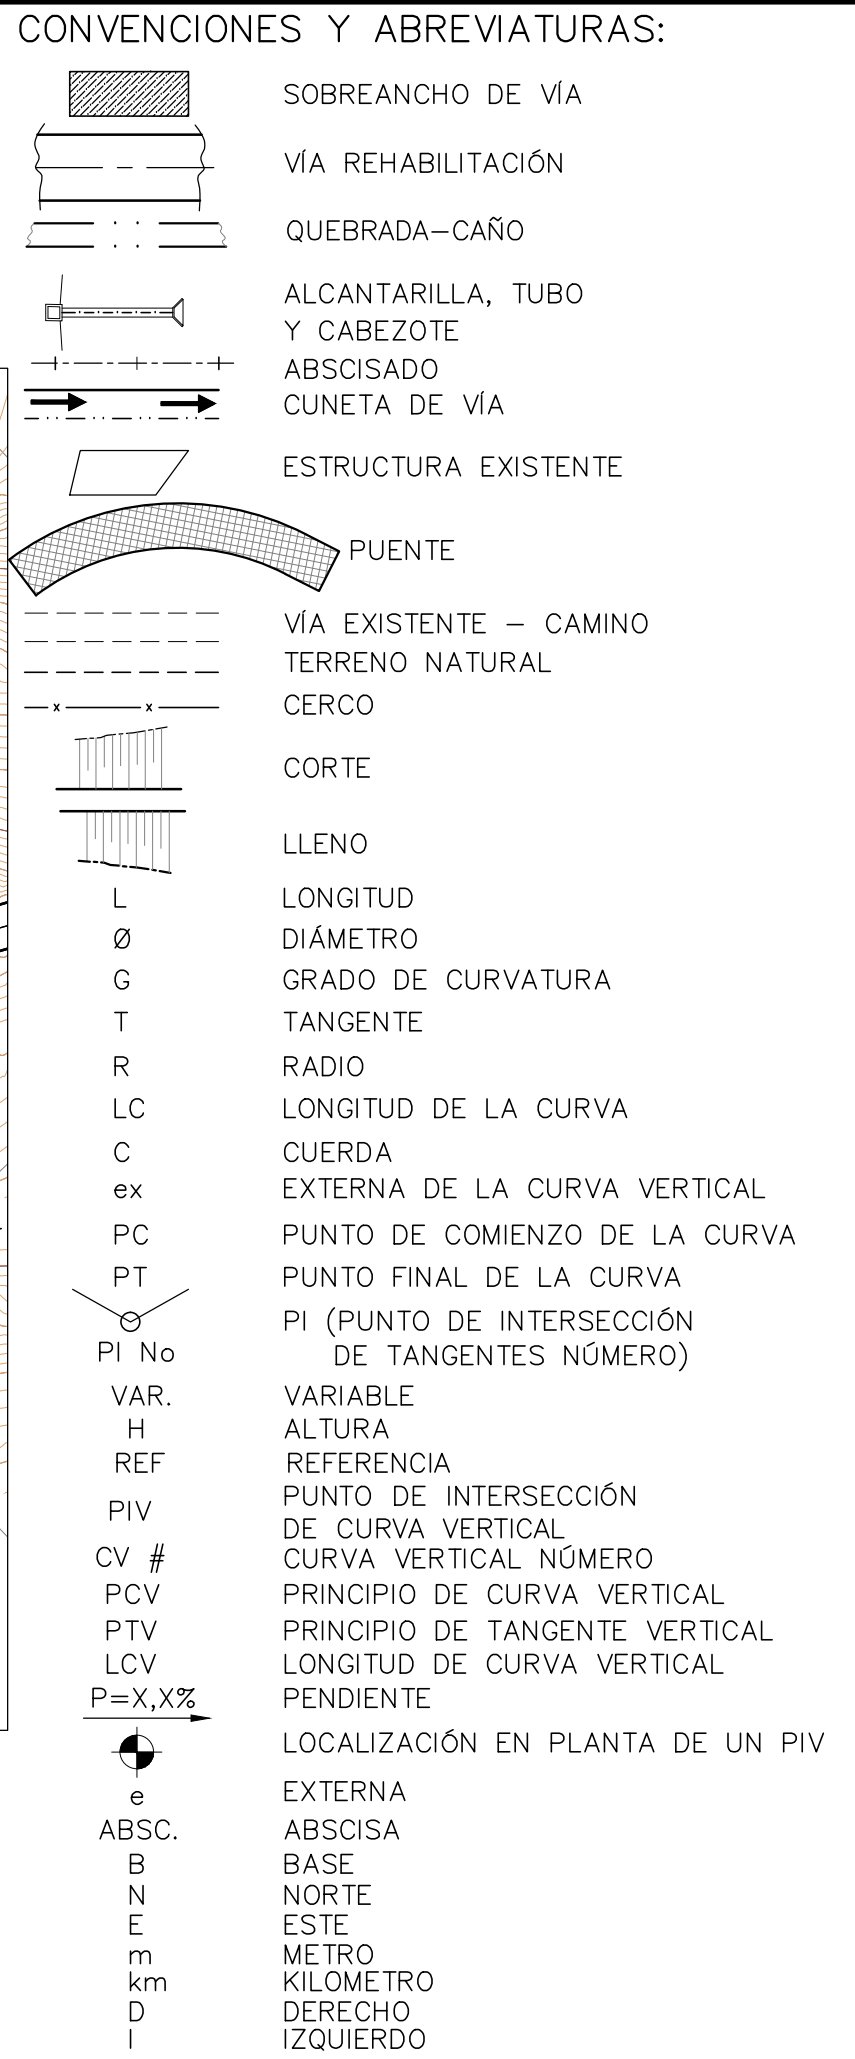 CONVENCIONES Y ABREVIATURAS:
SOBREANCHO DE VÍA
VÍA REHABILITACIÓN
QUEBRADA-CAÑO
ALCANTARILLA, TUBO
Y CABEZOTE
ABSCISADO
CUNETA DE VÍA
ESTRUCTURA EXISTENTE
PUENTE
VÍA EXISTENTE - CAMINO
TERRENO NATURAL
x x CERCO
CORTE
LLENO
L LONGITUD
Ø DIÁMETRO
G GRADO DE CURVATURA
T TANGENTE
R RADIO
LC LONGITUD DE LA CURVA
C CUERDA
ex EXTERNA DE LA CURVA VERTICAL
PC PUNTO DE COMIENZO DE LA CURVA
PT PUNTO FINAL DE LA CURVA
PI (PUNTO DE INTERSECCIÓN
PI No DE TANGENTES NÚMERO)
VAR. VARIABLE
H ALTURA
REF REFERENCIA
PIV PUNTO DE INTERSECCIÓN
DE CURVA VERTICAL
CV # CURVA VERTICAL NÚMERO
PCV PRINCIPIO DE CURVA VERTICAL
PTV PRINCIPIO DE TANGENTE VERTICAL
LCV LONGITUD DE CURVA VERTICAL
P=X,X% PENDIENTE
LOCALIZACIÓN EN PLANTA DE UN PIV
e EXTERNA
ABSC. ABSCISA
B BASE
N NORTE
E ESTE
m METRO
km KILOMETRO
D DERECHO
I IZQUIERDO